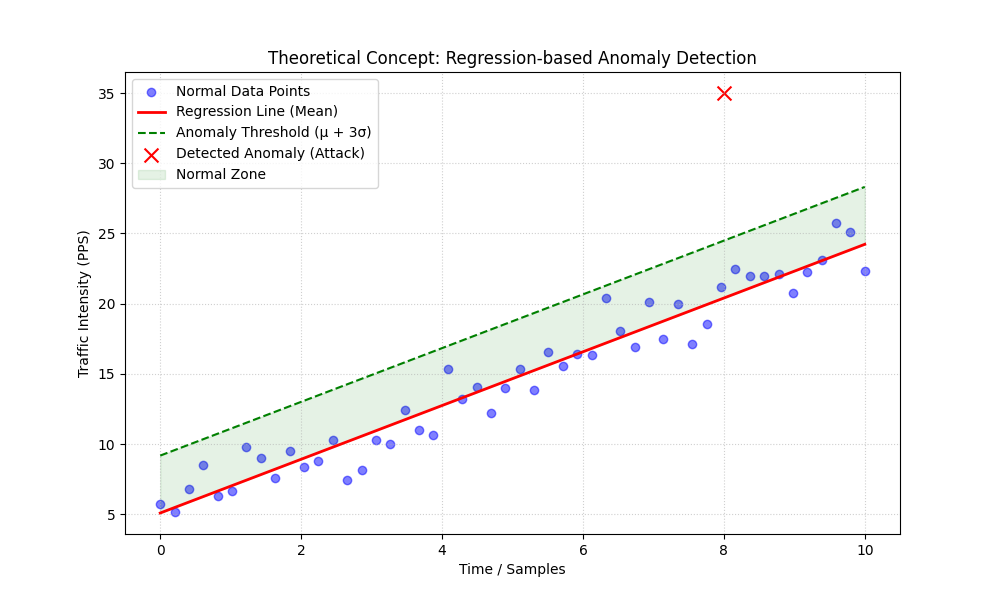 Theoretical Concept: Regression-based Anomaly Detection
Normal Data Points
Regression Line (Mean)
Anomaly Threshold (μ + 3σ)
Detected Anomaly (Attack)
Normal Zone
Traffic Intensity (PPS)
35
30
25
20
15
10
5
0 2 4 6 8 10
Time / Samples